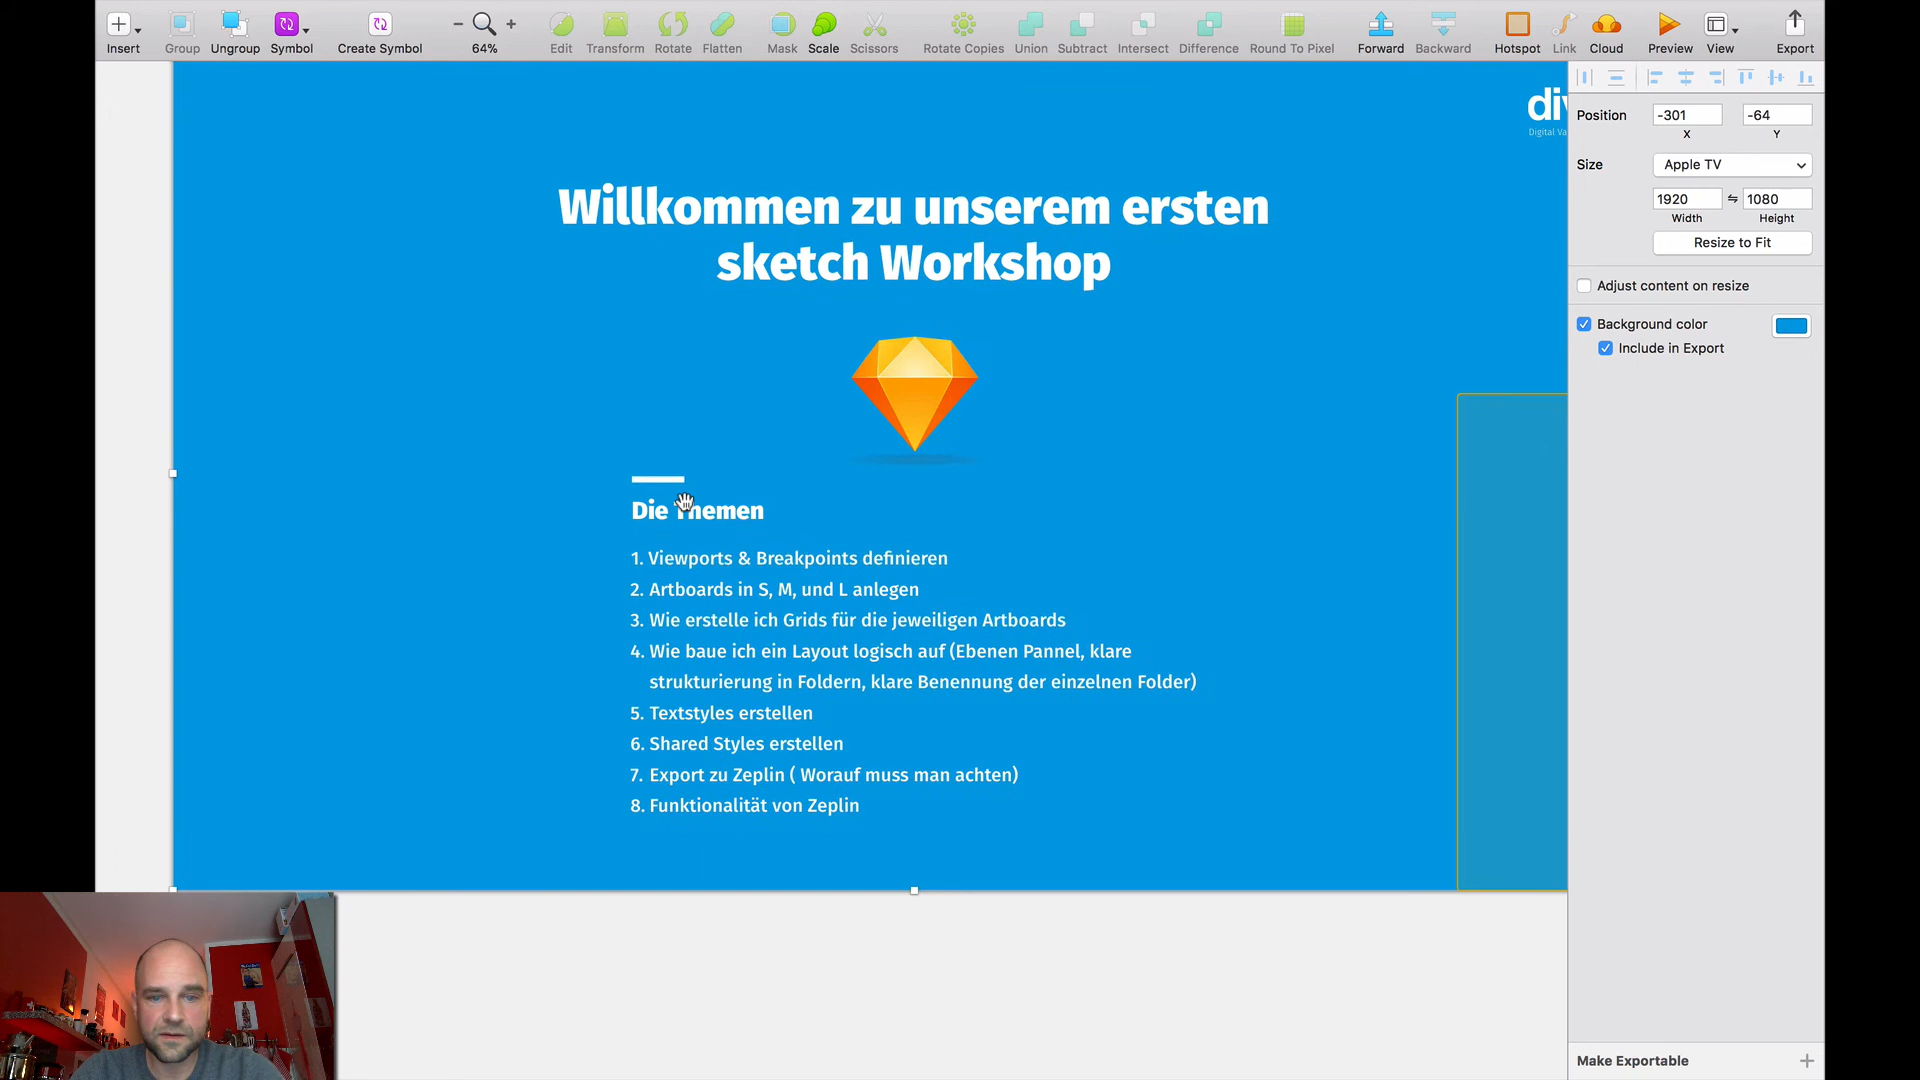 Insert
Group
Ungroup
Symbol
Create Symbol
64%
Edit
Transform
Rotate
Flatten
Mask
Scale
Scissors
Rotate Copies
Union
Subtract
Intersect
Difference
Round To Pixel
Forward
Backward
Hotspot
Link
Cloud
Preview
View
Export
Digital Va
Willkommen zu unserem ersten
sketch Workshop
Die Themen
1. Viewports & Breakpoints definieren
2. Artboards in S, M, und L anlegen
3. Wie erstelle ich Grids für die jeweiligen Artboards
4. Wie baue ich ein Layout logisch auf (Ebenen Pannel, klare
strukturierung in Foldern, klare Benennung der einzelnen Folder)
5. Textstyles erstellen
6. Shared Styles erstellen
7. Export zu Zeplin ( Worauf muss man achten)
8. Funktionalität von Zeplin
Position
-301
-64
X
Y
Size
Apple TV
1920
1080
Width
Height
Resize to Fit
Adjust content on resize
Background color
Include in Export
Make Exportable